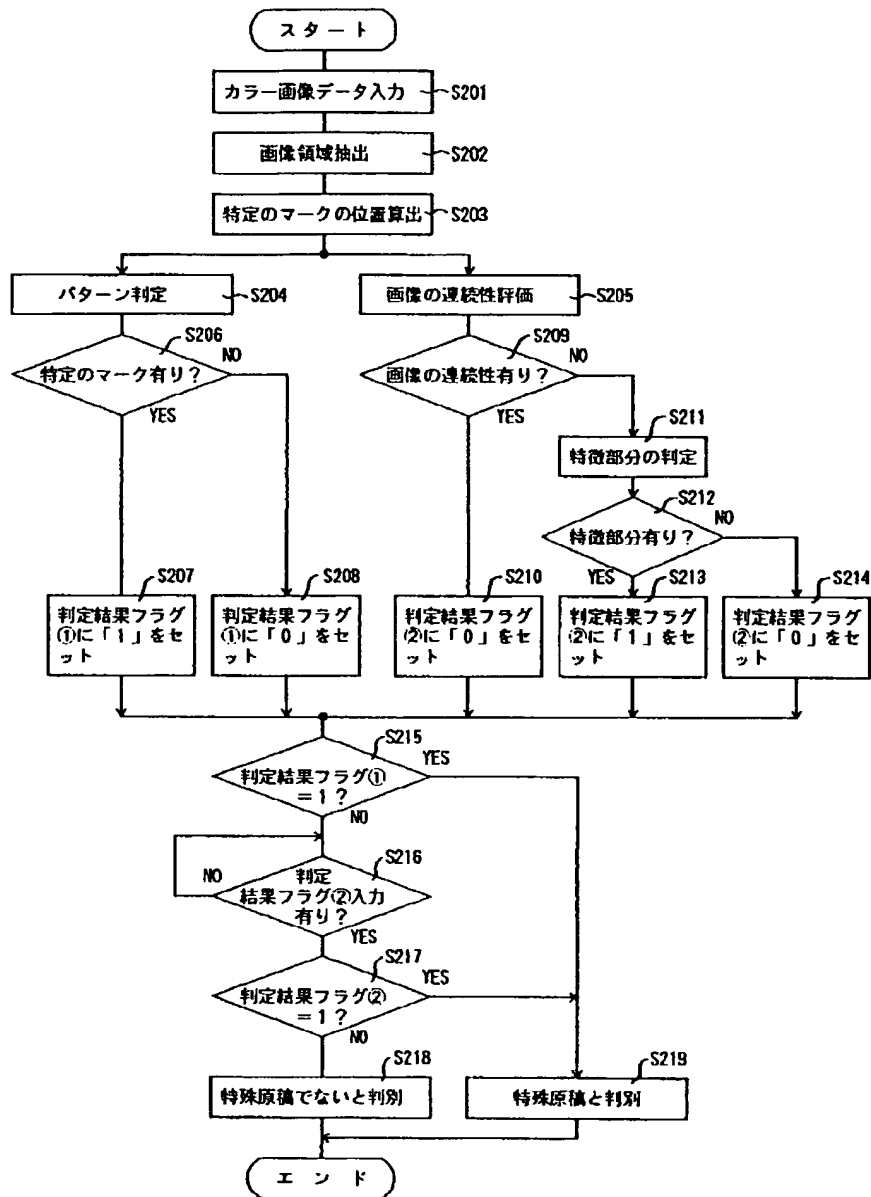 スタート
カラー画像データ入力
S201
画像領域抽出
S202
特定のマークの位置算出
S203
パターン判定
S204
画像の連続性評価
S205
S206
特定のマーク有り？
NO
YES
S209
画像の連続性有り？
NO
YES
S211
特徴部分の判定
S212
特徴部分有り？
NO
YES
S207
判定結果フラグ
①に「1」をセ
ット
S208
判定結果フラグ
①に「0」をセ
ット
S210
判定結果フラグ
②に「0」をセ
ット
S213
判定結果フラグ
②に「1」をセ
ット
S214
判定結果フラグ
②に「0」をセ
ット
S215
判定結果フラグ①
＝1？
YES
NO
S216
判定
結果フラグ②入力
有り？
NO
YES
S217
判定結果フラグ②
＝1？
YES
NO
S218
特殊原稿でないと判別
S219
特殊原稿と判別
エンド